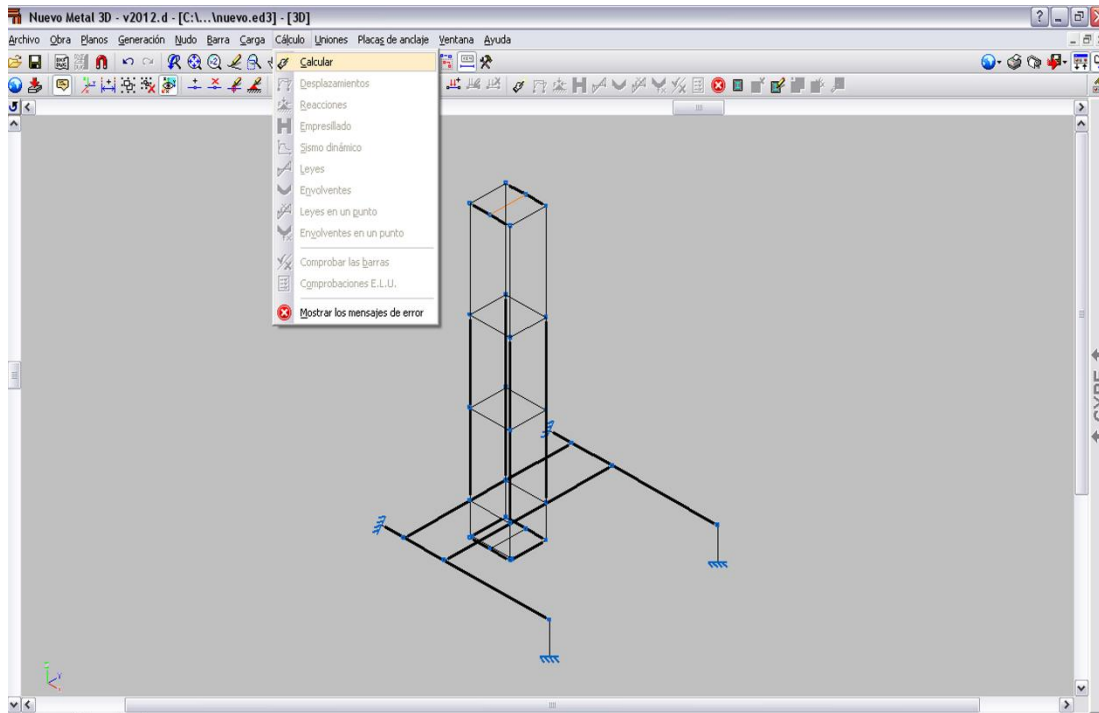 Nuevo Metal 3D - v2012.d - [C:\...\nuevo.ed3] - [3D]
Archivo Obra Planos Generación Nudo Barra Carga Cálculo Uniones Placas de anclaje Ventana Ayuda
Calcular
Desplazamientos
Reacciones
Empresillado
Sismo dinámico
Leyes
Envolventes
Leyes en un punto
Envolventes en un punto
Comprobar las barras
Comprobaciones E.L.U.
Mostrar los mensajes de error
CYPE